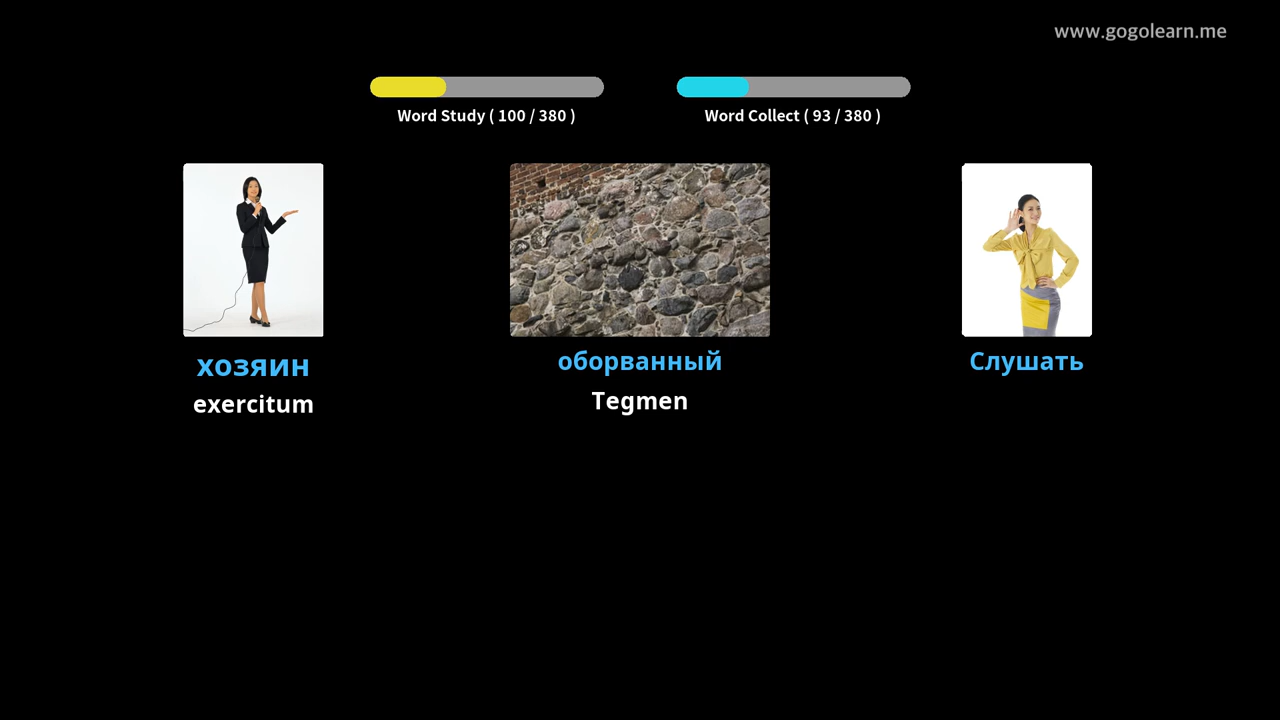 www.gogolearn.me
Word Study ( 100 / 380 )
Word Collect ( 93 / 380 )
хозяин
exercitum
оборванный
Tegmen
Слушать